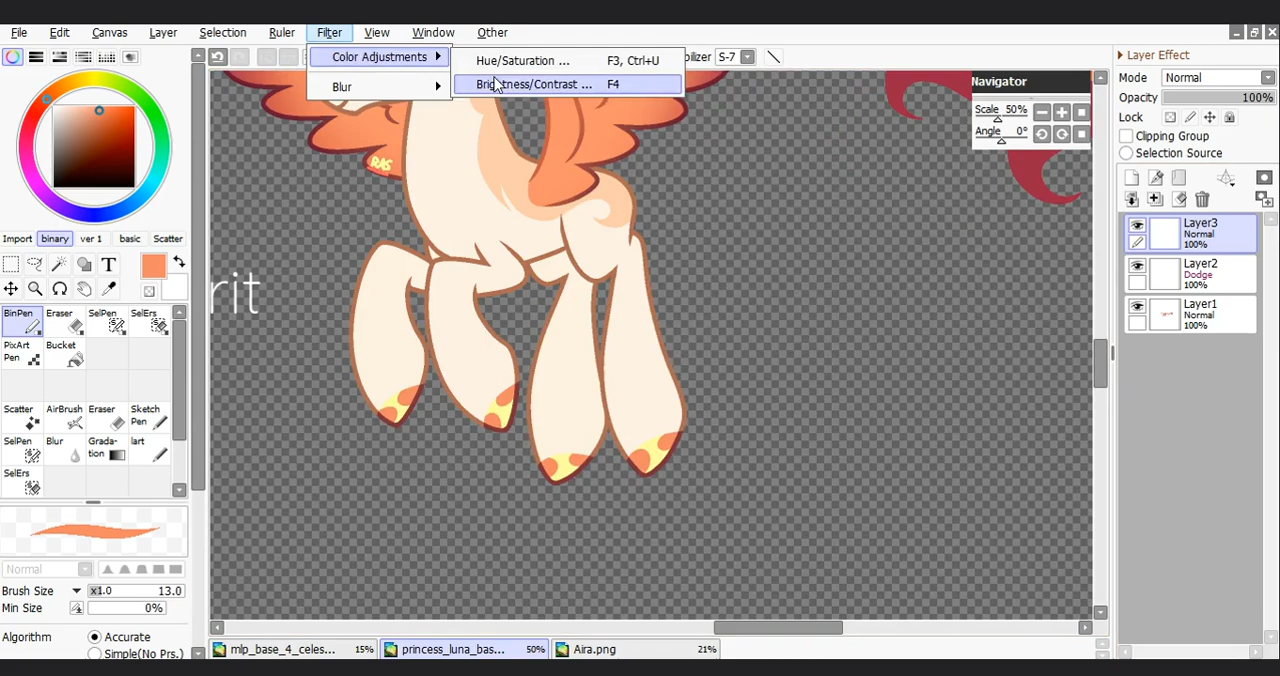 File Edit Canvas Layer Selection Ruler Filter View Window Other
Color Adjustments
Blur
Hue/Saturation ... F3, Ctrl+U
Brightness/Contrast ... F4
bilizer S-7
Navigator
Scale 50%
Angle 0°
Layer Effect
Mode Normal
Opacity 100%
Lock
Clipping Group
Selection Source
Layer3
Normal
100%
Layer2
Dodge
100%
Layer1
Normal
100%
Import binary ver 1 basic Scatter
T
BinPen Eraser SelPen SelErs
PixArt Pen Bucket
Scatter AirBrush Eraser Sketch Pen
SelPen Blur Grada-tion lart
SelErs
Normal
Brush Size x1.0 13.0
Min Size 0%
Algorithm Accurate
Simple(No Prs.)
RAS
rit
mlp_base_4_celes... 15% princess_luna_bas... 50% Aira.png 21%